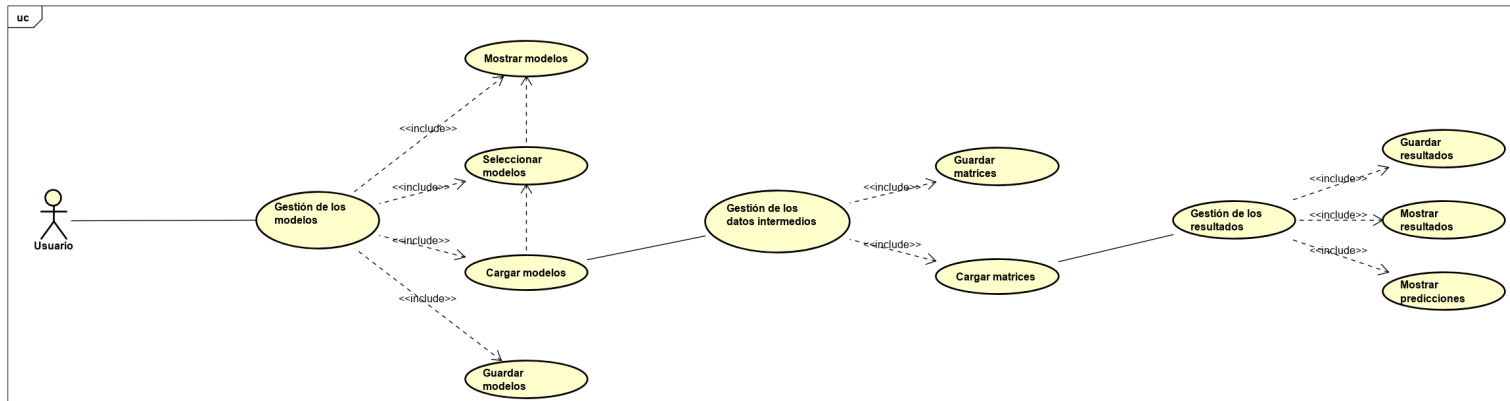 uc
Mostrar modelos
<<include>>
Seleccionar
modelos
<<include>>
Usuario
Gestión de los
modelos
<<include>>
Cargar modelos
<<include>>
Guardar
modelos
Gestión de los
datos intermedios
<<include>>
Guardar
matrices
<<include>>
Cargar matrices
Gestión de los
resultados
<<include>>
Guardar
resultados
<<include>>
Mostrar
resultados
<<include>>
Mostrar
predicciones